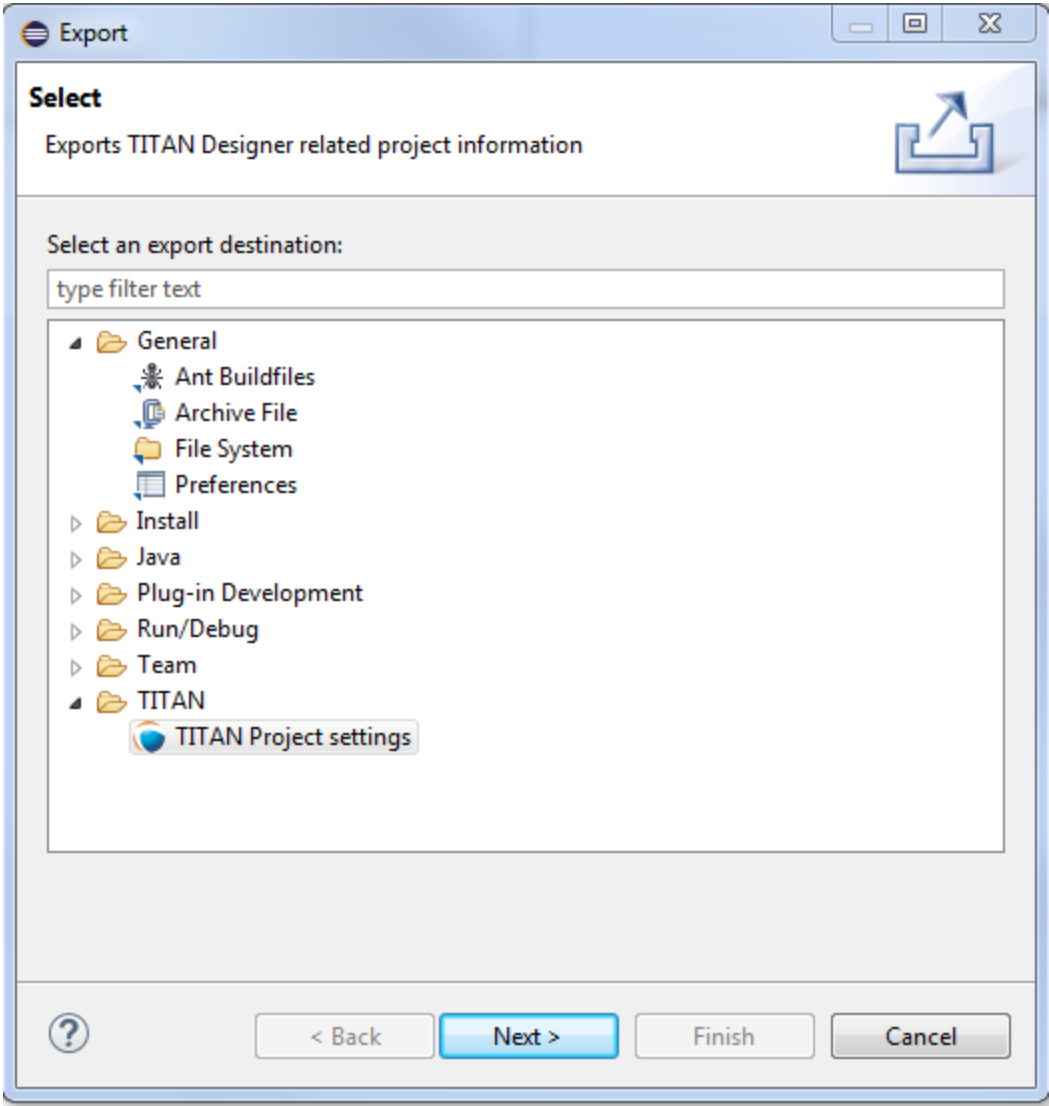 Export
Select
Exports TITAN Designer related project information
Select an export destination:
type filter text
General
Ant Buildfiles
Archive File
File System
Preferences
Install
Java
Plug-in Development
Run/Debug
Team
TITAN
TITAN Project settings
? < Back Next > Finish Cancel